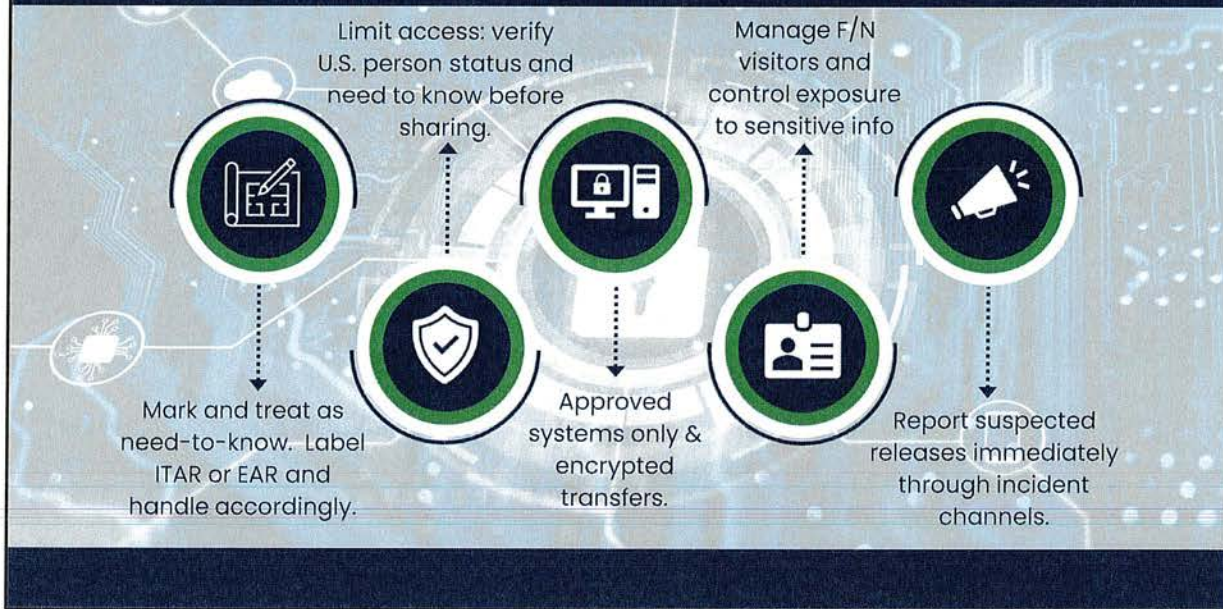 Mark and treat as
need-to-know. Label
ITAR or EAR and
handle accordingly.
Limit access: verify
U.S. person status and
need to know before
sharing.
Approved
systems only &
encrypted
transfers.
Manage F/N
visitors and
control exposure
to sensitive info
Report suspected
releases immediately
through incident
channels.